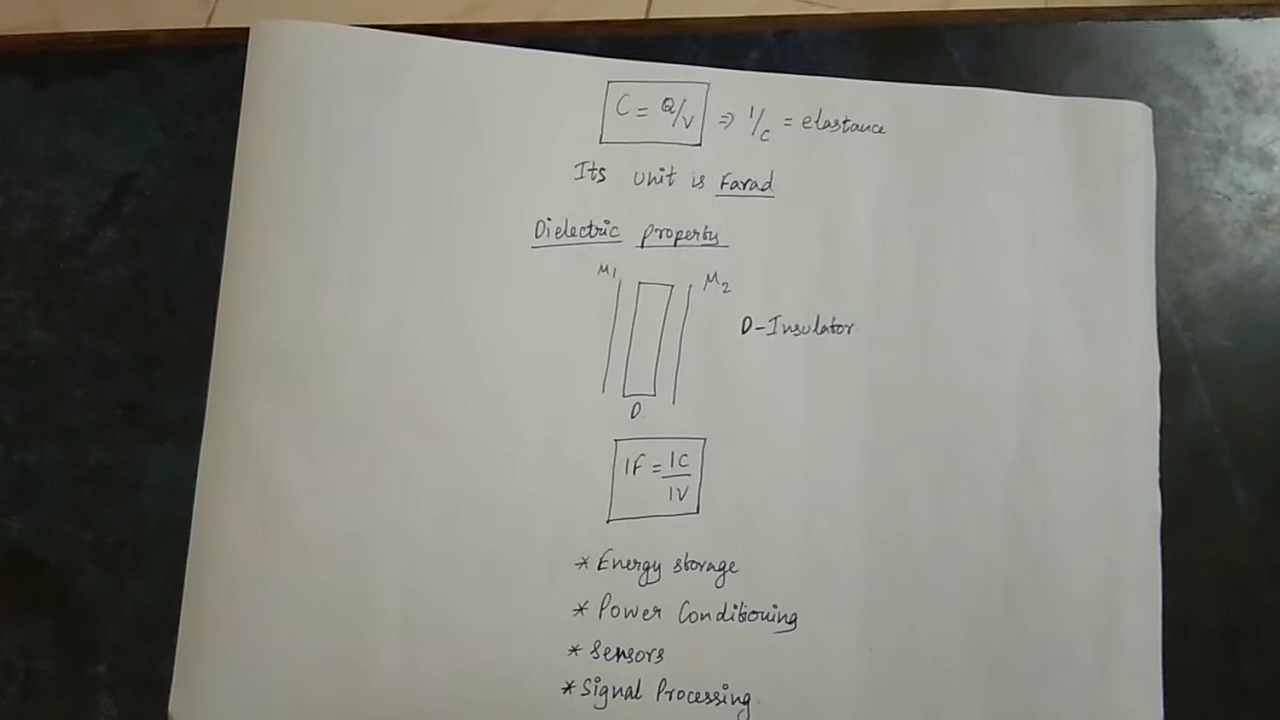 C = Q/V ⇒ 1/C = elastance
Its unit is Farad
Dielectric property
M1 M2
D-Insulator
D
1F = 1C/1V
* Energy storage
* Power Conditioning
* Sensors
* Signal Processing.